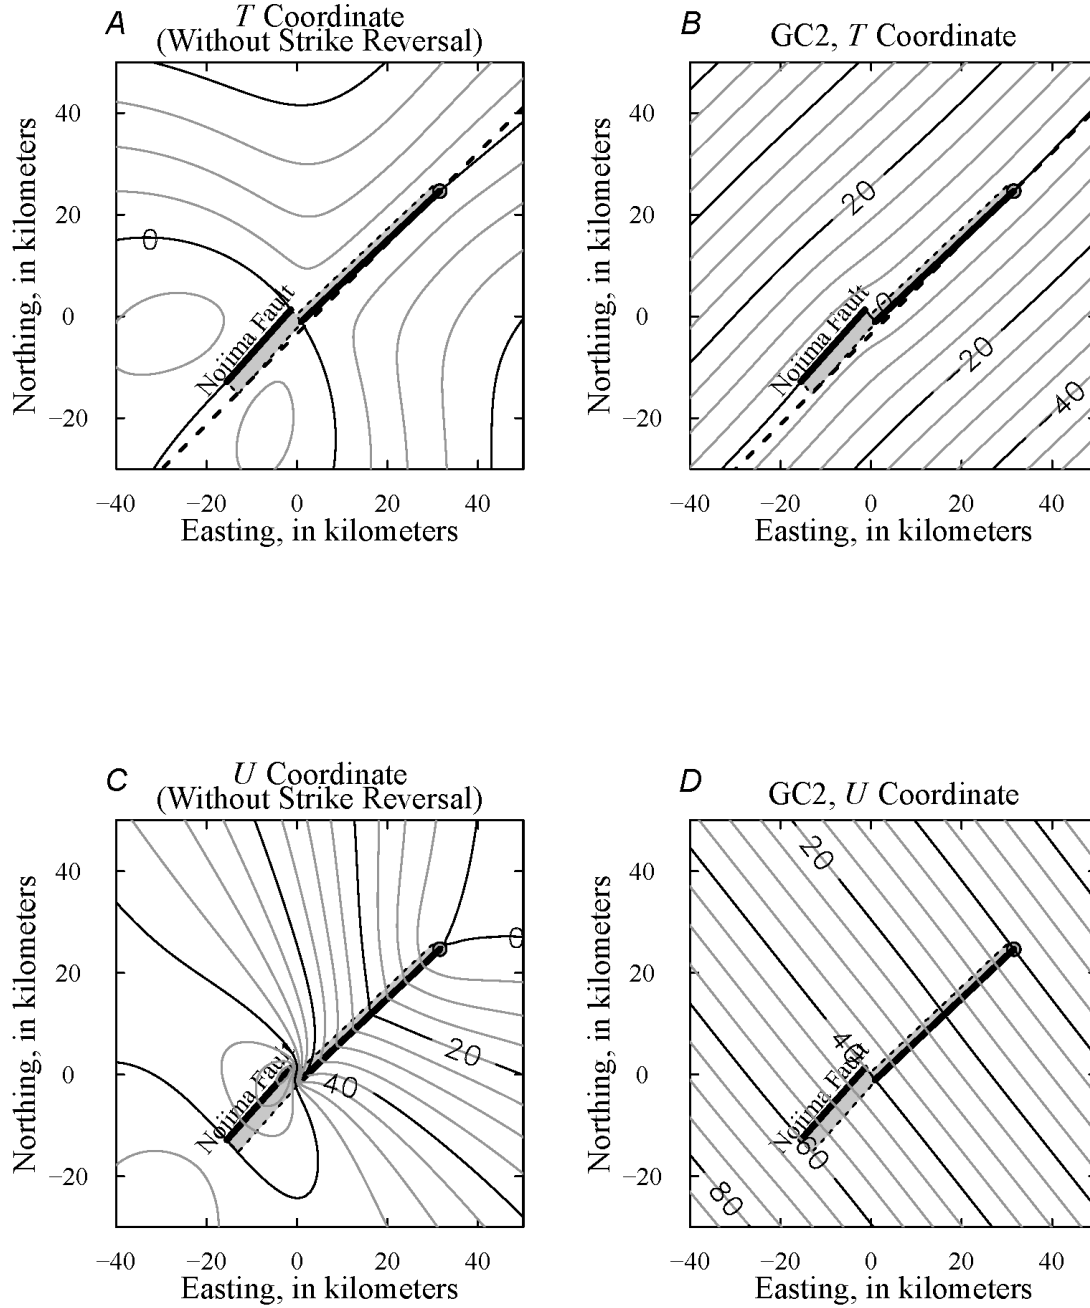 A
T Coordinate
(Without Strike Reversal)
40
20
0
−20
−40 −20 0 20 40
Northing, in kilometers
Easting, in kilometers
0
Nojima Fault
B
GC2, T Coordinate
40
20
0
−20
−40 −20 0 20 40
Northing, in kilometers
Easting, in kilometers
20
0
20
40
Nojima Fault
C
U Coordinate
(Without Strike Reversal)
40
20
0
−20
−40 −20 0 20 40
Northing, in kilometers
Easting, in kilometers
0
20
40
Nojima Fault
D
GC2, U Coordinate
40
20
0
−20
−40 −20 0 20 40
Northing, in kilometers
Easting, in kilometers
20
40
60
80
Nojima Fault